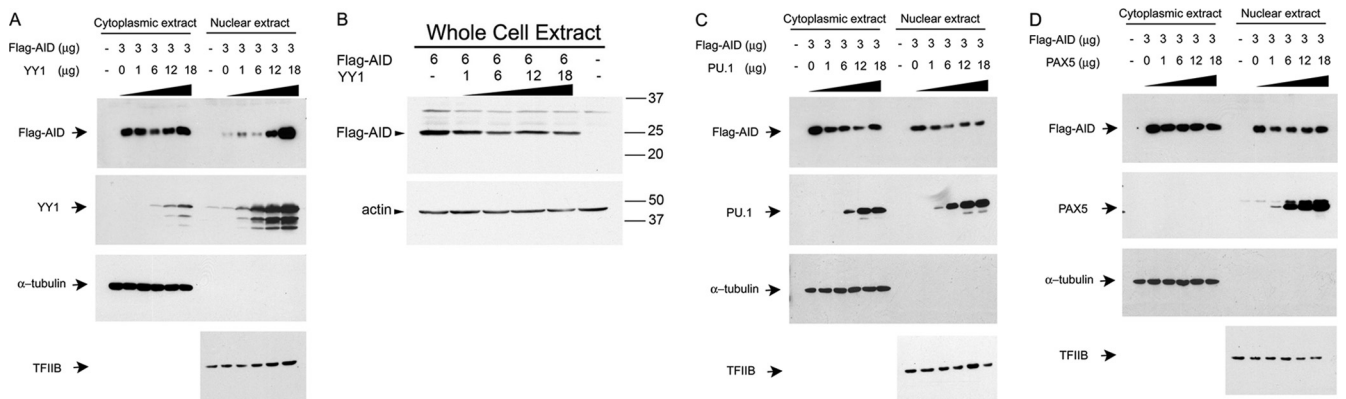 A
Cytoplasmic extract Nuclear extract
Flag-AID (μg) - 3 3 3 3 3 - 3 3 3 3 3
YY1 (μg) - 0 1 6 12 18 - 0 1 6 12 18
Flag-AID
YY1
α-tubulin
TFIIB
B
Whole Cell Extract
Flag-AID 6 6 6 6 6 -
YY1 - 1 6 12 18 -
37
Flag-AID 25
20
50
actin
37
C
Cytoplasmic extract Nuclear extract
Flag-AID (μg) - 3 3 3 3 3 - 3 3 3 3 3
PU.1 (μg) - 0 1 6 12 18 - 0 1 6 12 18
Flag-AID
PU.1
α-tubulin
TFIIB
D
Cytoplasmic extract Nuclear extract
Flag-AID (μg) - 3 3 3 3 3 - 3 3 3 3 3
PAX5 (μg) - 0 1 6 12 18 - 0 1 6 12 18
Flag-AID
PAX5
α-tubulin
TFIIB